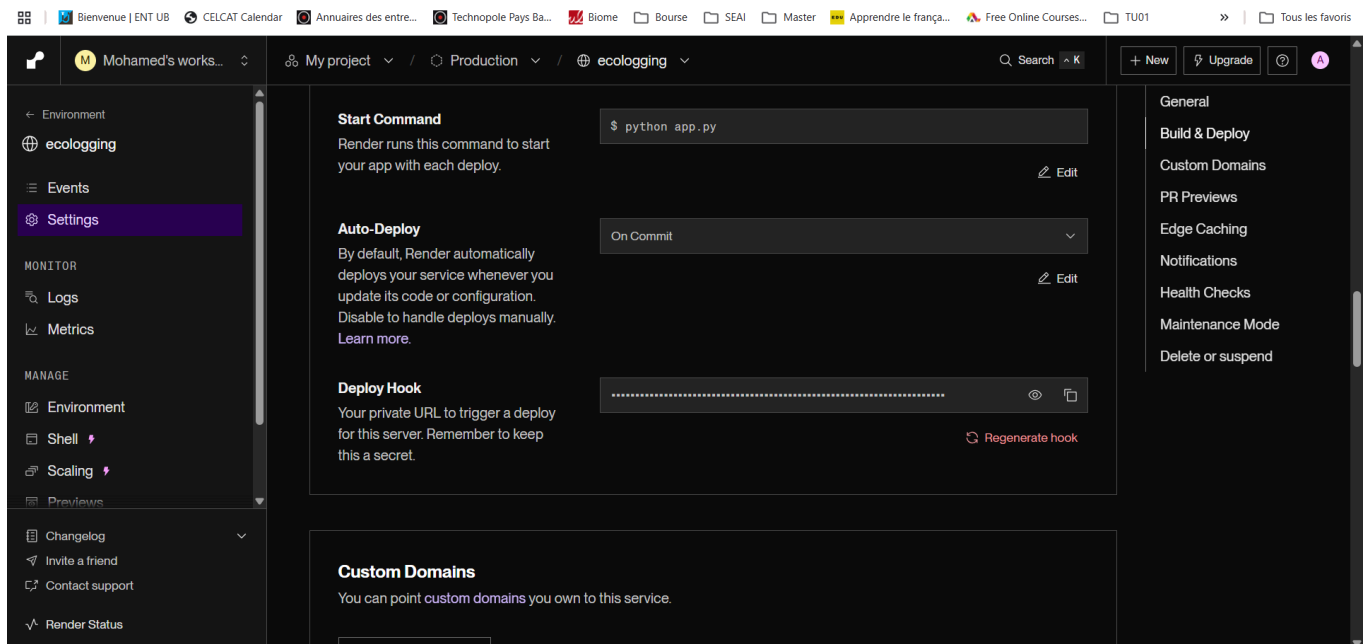 Bienvenue | ENT UB
CELCAT Calendar
Annuaires des entre...
Technopole Pays Ba...
Biome
Bourse
SEAI
Master
Apprendre le frança...
Free Online Courses...
TU01
»
Tous les favoris
M
Mohamed's works...
My project
/
Production
/
ecologging
Search
^ K
+ New
Upgrade
A
← Environment
ecologging
Events
Settings
MONITOR
Logs
Metrics
MANAGE
Environment
Shell
Scaling
Previews
Changelog
Invite a friend
Contact support
Render Status
Start Command
Render runs this command to start
your app with each deploy.
$ python app.py
Edit
Auto-Deploy
By default, Render automatically
deploys your service whenever you
update its code or configuration.
Disable to handle deploys manually.
Learn more.
On Commit
Edit
Deploy Hook
Your private URL to trigger a deploy
for this server. Remember to keep
this a secret.
Regenerate hook
Custom Domains
You can point custom domains you own to this service.
General
Build & Deploy
Custom Domains
PR Previews
Edge Caching
Notifications
Health Checks
Maintenance Mode
Delete or suspend